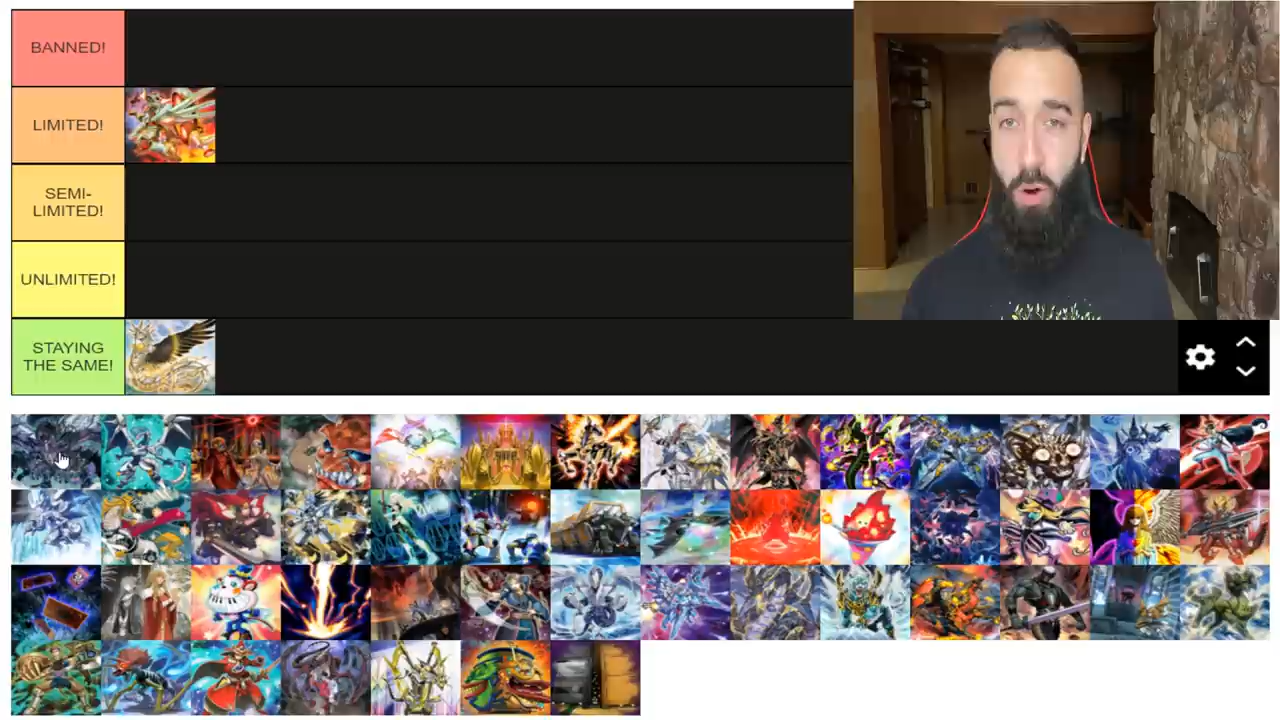 BANNED!
LIMITED!
SEMI-
LIMITED!
UNLIMITED!
STAYING
THE SAME!